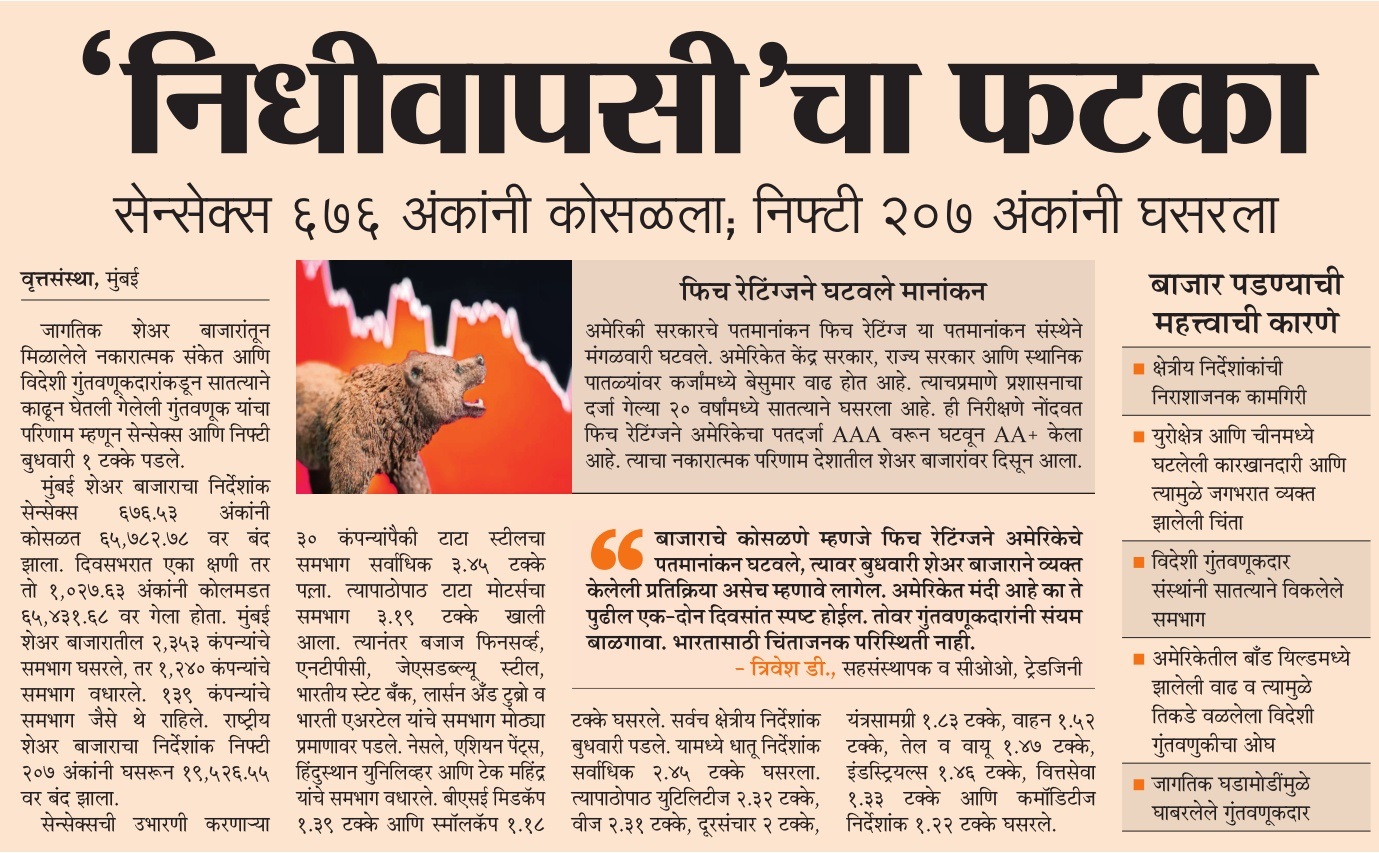 ‘निधीवापसी’चा फटका
सेन्सेक्स ६७६ अंकांनी कोसळला; निफ्टी २०७ अंकांनी घसरला
वृत्तसंस्था, मुंबई
जागतिक शेअर बाजारांतून
मिळालेले नकारात्मक संकेत आणि
विदेशी गुंतवणूकदारांकडून सातत्याने
काढून घेतली गेलेली गुंतवणूक यांचा
परिणाम म्हणून सेन्सेक्स आणि निफ्टी
बुधवारी १ टक्के पडले.
मुंबई शेअर बाजाराचा निर्देशांक
सेन्सेक्स ६७६.५३ अंकांनी
कोसळत ६५,७८२.७८ वर बंद
झाला. दिवसभरात एका क्षणी तर
तो १,०२७.६३ अंकांनी कोलमडत
६५,४३१.६८ वर गेला होता. मुंबई
शेअर बाजारातील २,३५३ कंपन्यांचे
समभाग घसरले, तर १,२४० कंपन्यांचे
समभाग वधारले. १३९ कंपन्यांचे
समभाग जैसे थे राहिले. राष्ट्रीय
शेअर बाजाराचा निर्देशांक निफ्टी
२०७ अंकांनी घसरून १९,५२६.५५
वर बंद झाला.
सेन्सेक्सची उभारणी करणाऱ्या
३० कंपन्यांपैकी टाटा स्टीलचा
समभाग सर्वाधिक ३.४५ टक्के
पडला. त्यापाठोपाठ टाटा मोटर्सचा
समभाग ३.१९ टक्के खाली
आला. त्यानंतर बजाज फिनसर्व्ह,
एनटीपीसी, जेएसडब्ल्यू स्टील,
भारतीय स्टेट बँक, लार्सन अँड टुब्रो व
भारती एअरटेल यांचे समभाग मोठ्या
प्रमाणावर पडले. नेसले, एशियन पेंट्स,
हिंदुस्थान युनिलिव्हर आणि टेक महिंद्र
यांचे समभाग वधारले. बीएसई मिडकॅप
१.३९ टक्के आणि स्मॉलकॅप १.१८
टक्के घसरले. सर्वच क्षेत्रीय निर्देशांक
बुधवारी पडले. यामध्ये धातू निर्देशांक
सर्वाधिक २.४५ टक्के घसरला.
त्यापाठोपाठ युटिलिटीज २.३२ टक्के,
वीज २.३१ टक्के, दूरसंचार २ टक्के,
यंत्रसामग्री १.८३ टक्के, वाहन १.५२
टक्के, तेल व वायू १.४७ टक्के,
इंडस्ट्रियल्स १.४६ टक्के, वित्तसेवा
१.३३ टक्के आणि कमॉडिटीज
निर्देशांक १.२२ टक्के घसरले.
फिच रेटिंग्जने घटवले मानांकन
अमेरिकी सरकारचे पतमानांकन फिच रेटिंग्ज या पतमानांकन संस्थेने
मंगळवारी घटवले. अमेरिकेत केंद्र सरकार, राज्य सरकार आणि स्थानिक
पातळ्यांवर कर्जांमध्ये बेसुमार वाढ होत आहे. त्याचप्रमाणे प्रशासनाचा
दर्जा गेल्या २० वर्षांमध्ये सातत्याने घसरला आहे. ही निरीक्षणे नोंदवत
फिच रेटिंग्जने अमेरिकेचा पतदर्जा AAA वरून घटवून AA+ केला
आहे. त्याचा नकारात्मक परिणाम देशातील शेअर बाजारांवर दिसून आला.
“ बाजाराचे कोसळणे म्हणजे फिच रेटिंग्जने अमेरिकेचे
पतमानांकन घटवले, त्यावर बुधवारी शेअर बाजाराने व्यक्त
केलेली प्रतिक्रिया असेच म्हणावे लागेल. अमेरिकेत मंदी आहे का ते
पुढील एक-दोन दिवसांत स्पष्ट होईल. तोवर गुंतवणूकदारांनी संयम
बाळगावा. भारतासाठी चिंताजनक परिस्थिती नाही.
– त्रिवेश डी., सहसंस्थापक व सीओओ, ट्रेडजिनी
बाजार पडण्याची
महत्त्वाची कारणे
■ क्षेत्रीय निर्देशांकांची
निराशाजनक कामगिरी
■ युरोक्षेत्र आणि चीनमध्ये
घटलेली कारखानदारी आणि
त्यामुळे जगभरात व्यक्त
झालेली चिंता
■ विदेशी गुंतवणूकदार
संस्थांनी सातत्याने विकलेले
समभाग
■ अमेरिकेतील बाँड यिल्डमध्ये
झालेली वाढ व त्यामुळे
तिकडे वळलेला विदेशी
गुंतवणुकीचा ओघ
■ जागतिक घडामोडींमुळे
घाबरलेले गुंतवणूकदार